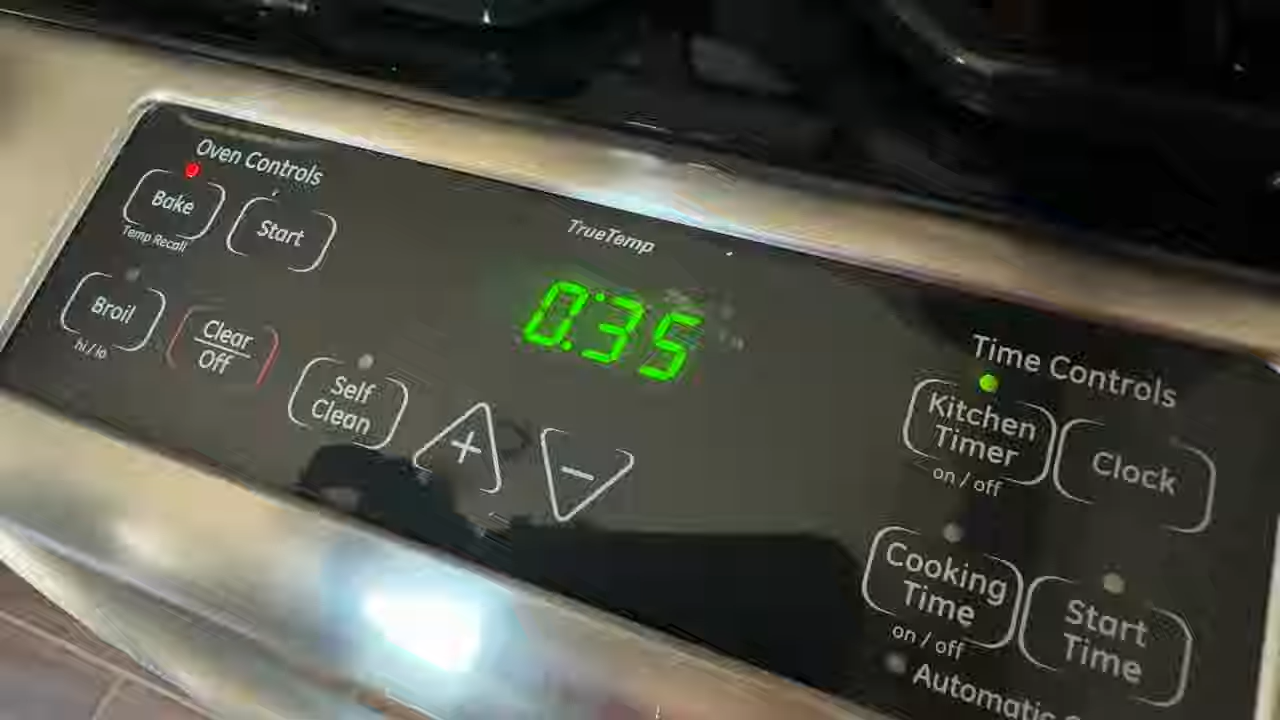 Oven Controls
Bake
Temp Recall
Start
Broil
hi / lo
Clear
Off
Self
Clean
+
−
TrueTemp
0:35
Time Controls
Kitchen
Timer
on / off
Clock
Cooking
Time
on / off
Start
Time
Automatic